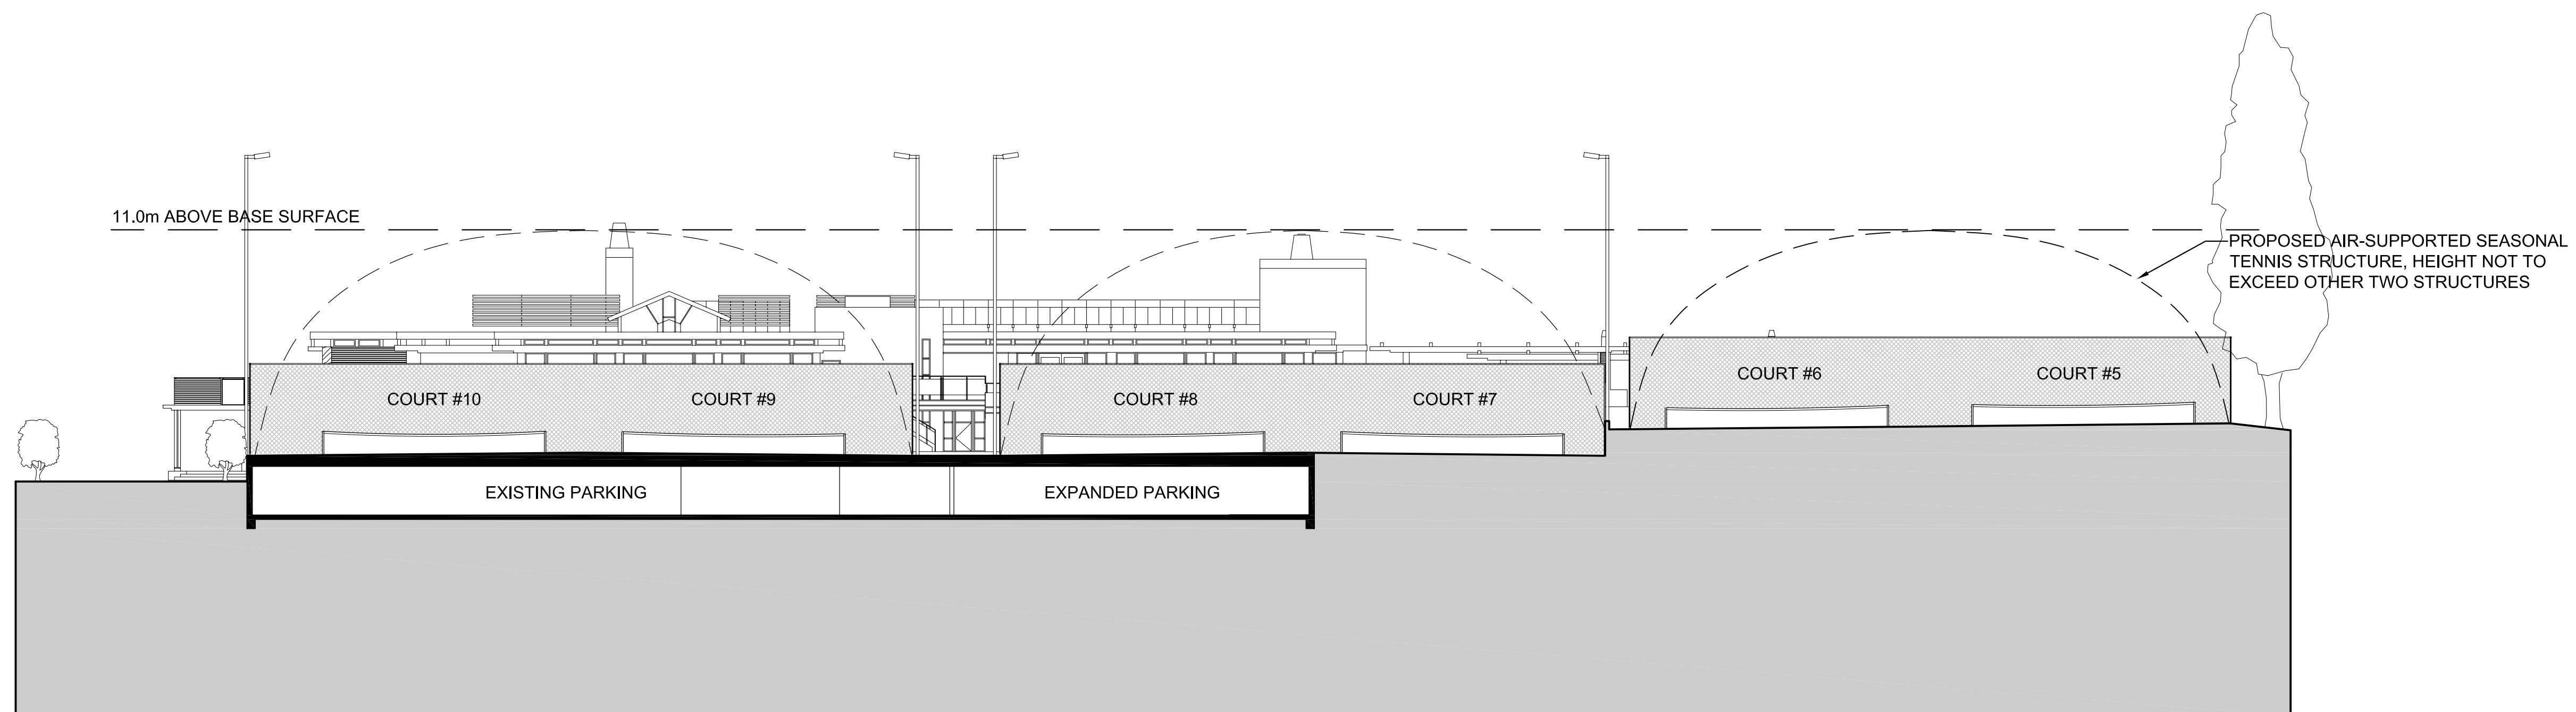 11.0m ABOVE BASE SURFACE
PROPOSED AIR-SUPPORTED SEASONAL
TENNIS STRUCTURE, HEIGHT NOT TO
EXCEED OTHER TWO STRUCTURES
COURT #10
COURT #9
COURT #8
COURT #7
COURT #6
COURT #5
EXISTING PARKING
EXPANDED PARKING